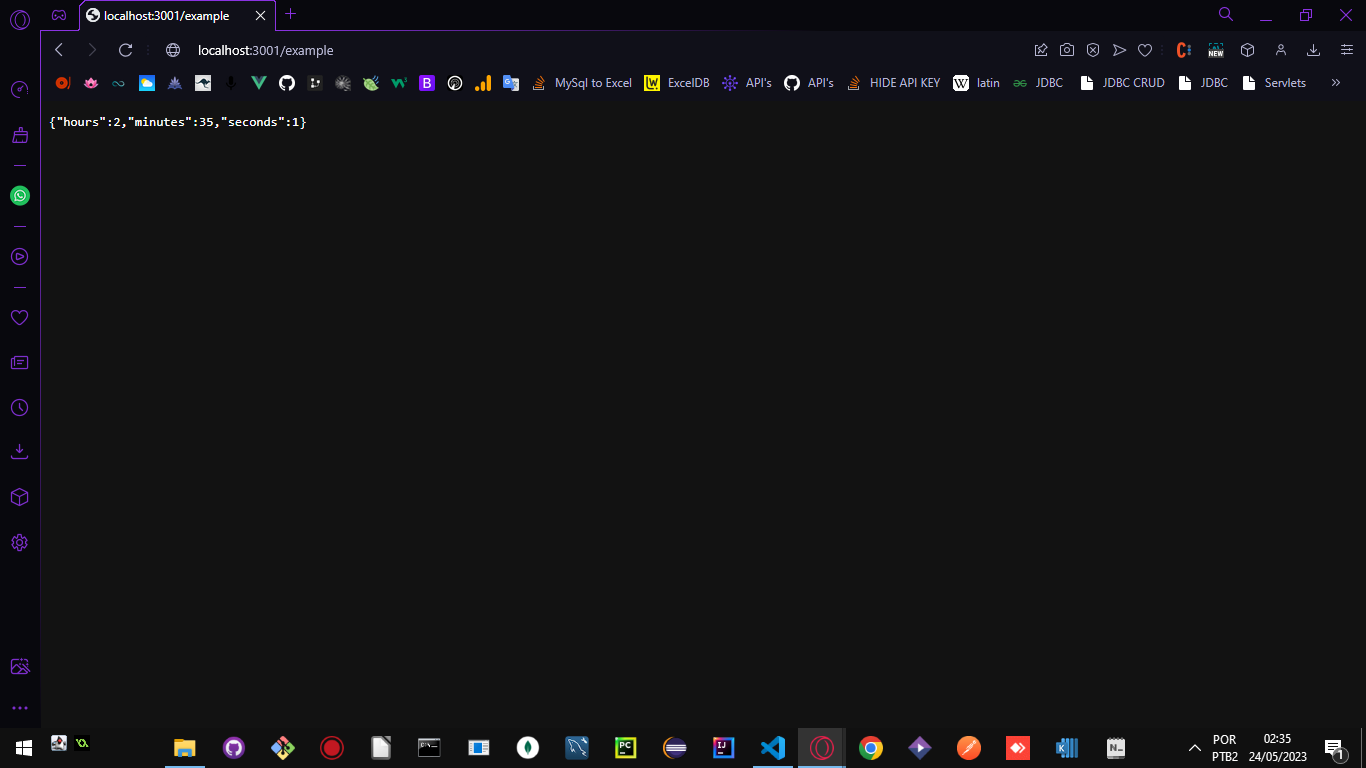 localhost:3001/example
localhost:3001/example
MySql to Excel
ExcelDB
API's
API's
HIDE API KEY
latin
JDBC
JDBC CRUD
JDBC
Servlets
{"hours":2,"minutes":35,"seconds":1}
POR
PTB2
02:35
24/05/2023
1